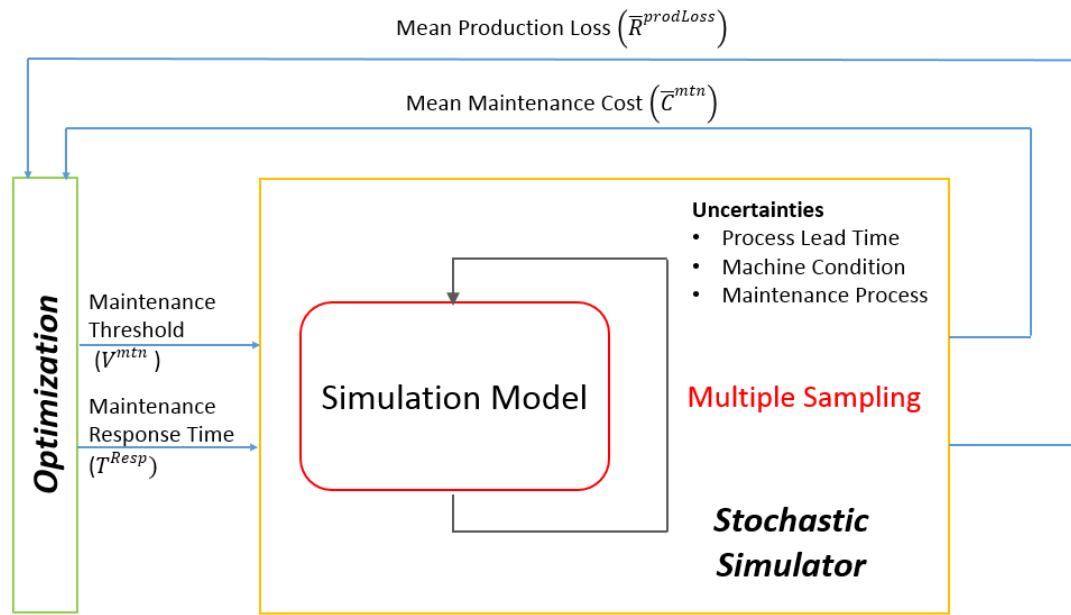 Mean Production Loss (R̅^prodLoss)
Mean Maintenance Cost (C̅^mtn)
Optimization
Maintenance
Threshold
(V^mtn )
Maintenance
Response Time
(T^Resp)
Simulation Model
Uncertainties
• Process Lead Time
• Machine Condition
• Maintenance Process
Multiple Sampling
Stochastic
Simulator